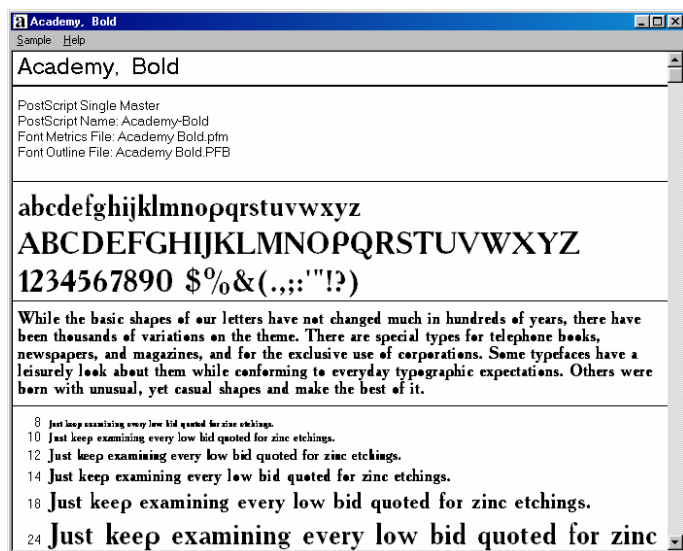 Academy, Bold
Sample Help
Academy, Bold
PostScript Single Master
PostScript Name: Academy-Bold
Font Metrics File: Academy Bold.pfm
Font Outline File: Academy Bold.PFB
abcdefghijklmnopqrstuvwxyz
ABCDEFGHIJKLMNOPQRSTUVWXYZ
1234567890 $%&(.,;:'"!?)
While the basic shapes of our letters have not changed much in hundreds of years, there have
been thousands of variations on the theme. There are special types for telephone books,
newspapers, and magazines, and for the exclusive use of corporations. Some typefaces have a
leisurely look about them while conforming to everyday typographic expectations. Others were
born with unusual, yet casual shapes and make the best of it.
8 Just keep examining every low bid quoted for zinc etchings.
10 Just keep examining every low bid quoted for zinc etchings.
12 Just keep examining every low bid quoted for zinc etchings.
14 Just keep examining every low bid quoted for zinc etchings.
18 Just keep examining every low bid quoted for zinc etchings.
24 Just keep examining every low bid quoted for zinc